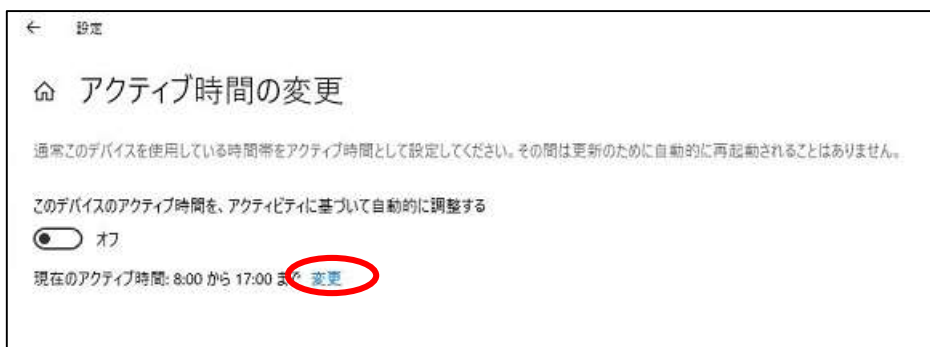 ← 設定
アクティブ時間の変更
通常このデバイスを使用している時間帯をアクティブ時間として設定してください。その間は更新のために自動的に再起動されることはありません。
このデバイスのアクティブ時間を、アクティビティに基づいて自動的に調整する
オフ
現在のアクティブ時間: 8:00 から 17:00 まで 変更